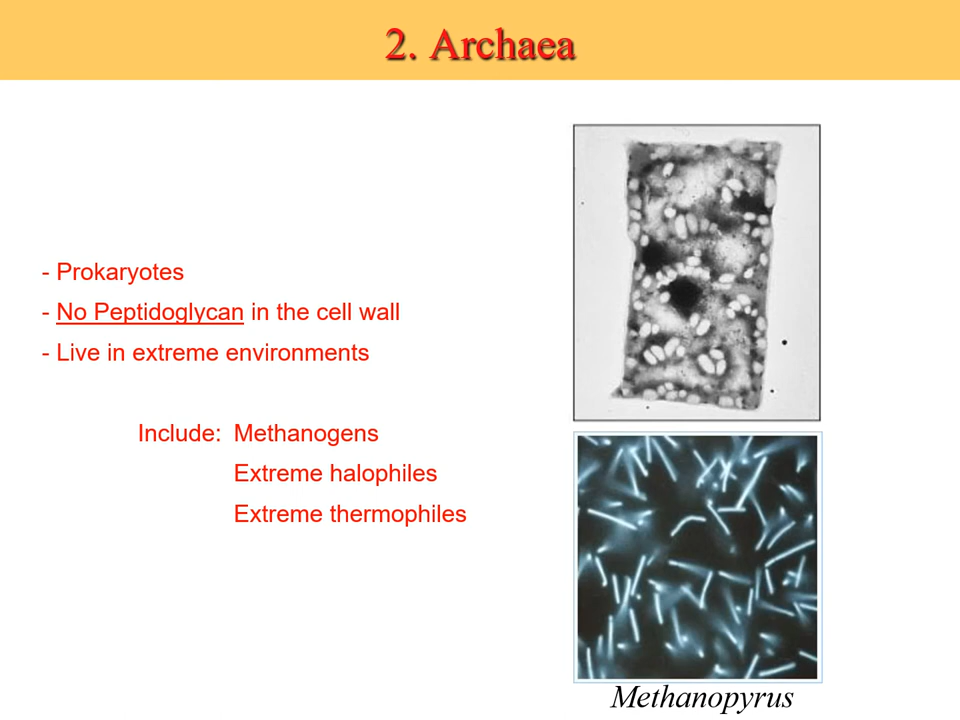 2. Archaea
- Prokaryotes
- No Peptidoglycan in the cell wall
- Live in extreme environments
Include: Methanogens
Extreme halophiles
Extreme thermophiles
Methanopyrus